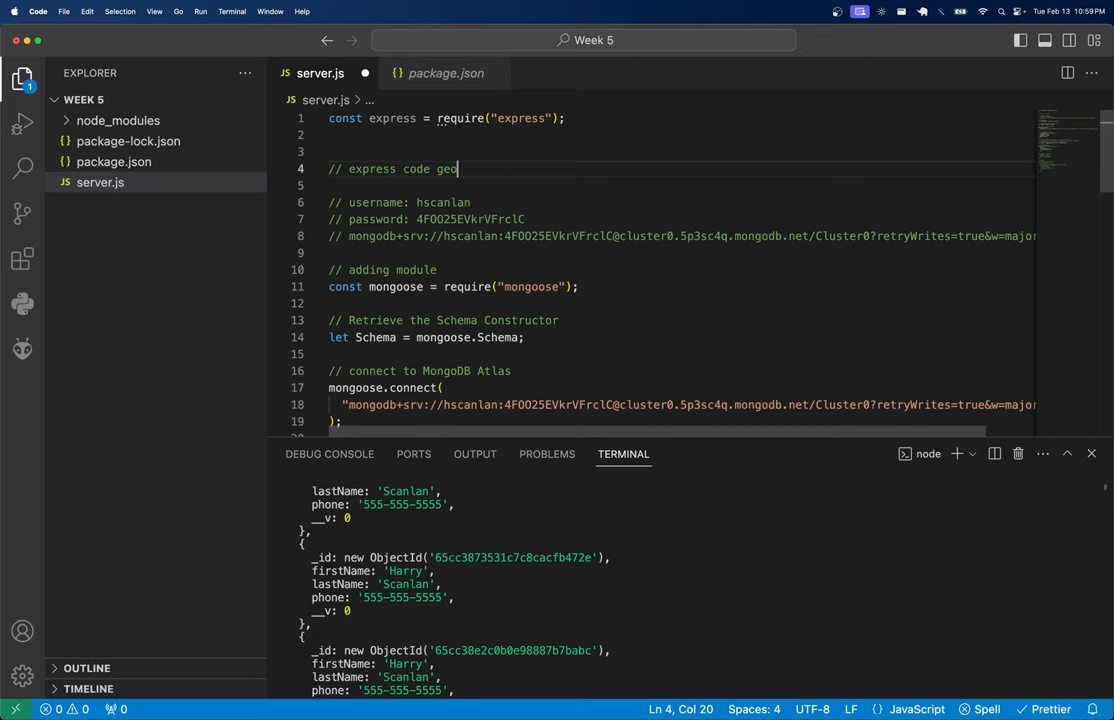 Code File Edit Selection View Go Run Terminal Window Help Tue Feb 13 10:59 PM
Week 5
EXPLORER
server.js
package.json
WEEK 5
node_modules
package-lock.json
package.json
server.js
server.js > ...
1 const express = require("express");
2
3
4 // express code geo
5
6 // username: hscanlan
7 // password: 4FOO25EVkrVFrclC
8 // mongodb+srv://hscanlan:4FOO25EVkrVFrclC@cluster0.5p3sc4q.mongodb.net/Cluster0?retryWrites=true&w=major
9
10 // adding module
11 const mongoose = require("mongoose");
12
13 // Retrieve the Schema Constructor
14 let Schema = mongoose.Schema;
15
16 // connect to MongoDB Atlas
17 mongoose.connect(
18 "mongodb+srv://hscanlan:4FOO25EVkrVFrclC@cluster0.5p3sc4q.mongodb.net/Cluster0?retryWrites=true&w=major
19 );
DEBUG CONSOLE PORTS OUTPUT PROBLEMS TERMINAL node
lastName: 'Scanlan',
phone: '555-555-5555',
__v: 0
},
{
_id: new ObjectId('65cc3873531c7c8cacfb472e'),
firstName: 'Harry',
lastName: 'Scanlan',
phone: '555-555-5555',
__v: 0
},
{
_id: new ObjectId('65cc38e2c0b0e98887b7babc'),
firstName: 'Harry',
lastName: 'Scanlan',
phone: '555-555-5555',
OUTLINE
TIMELINE
0 0 0 Ln 4, Col 20 Spaces: 4 UTF-8 LF {} JavaScript Spell Prettier